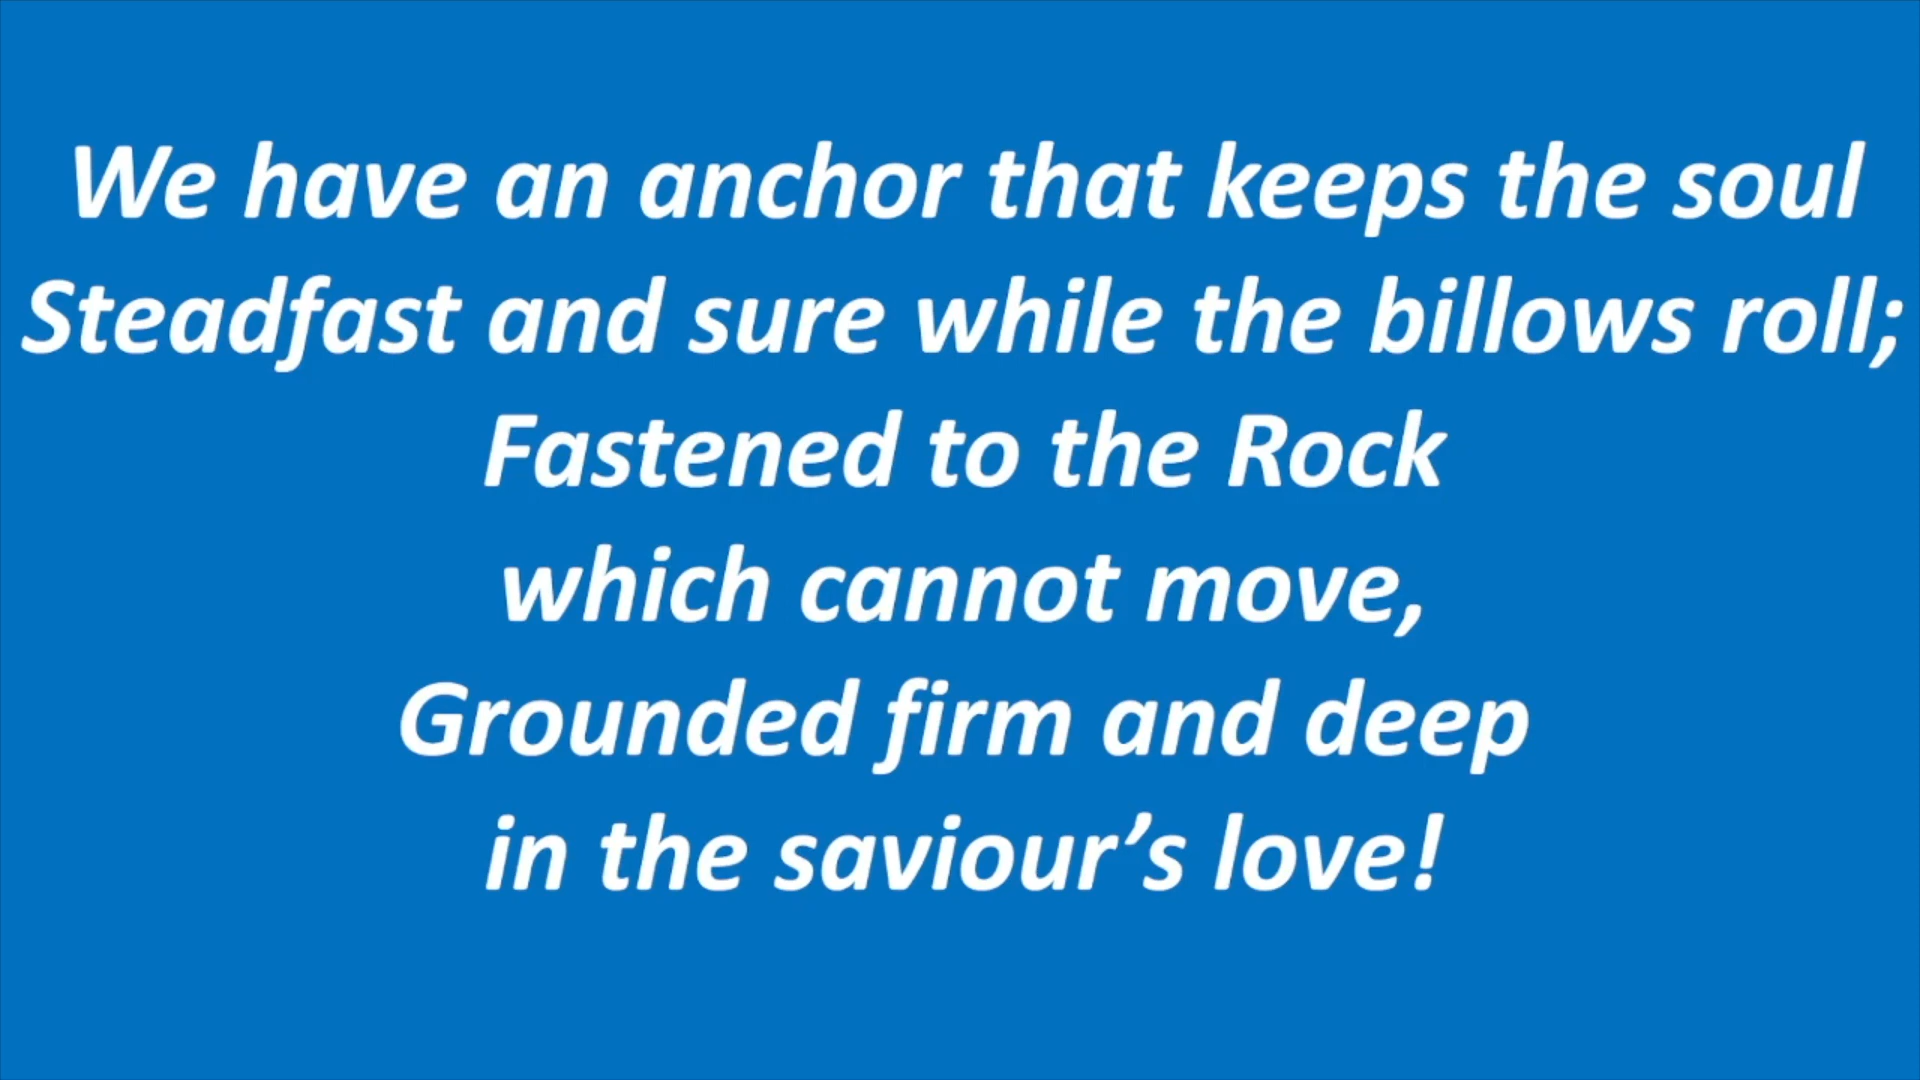 We have an anchor that keeps the soul
Steadfast and sure while the billows roll;
Fastened to the Rock
which cannot move,
Grounded firm and deep
in the saviour’s love!